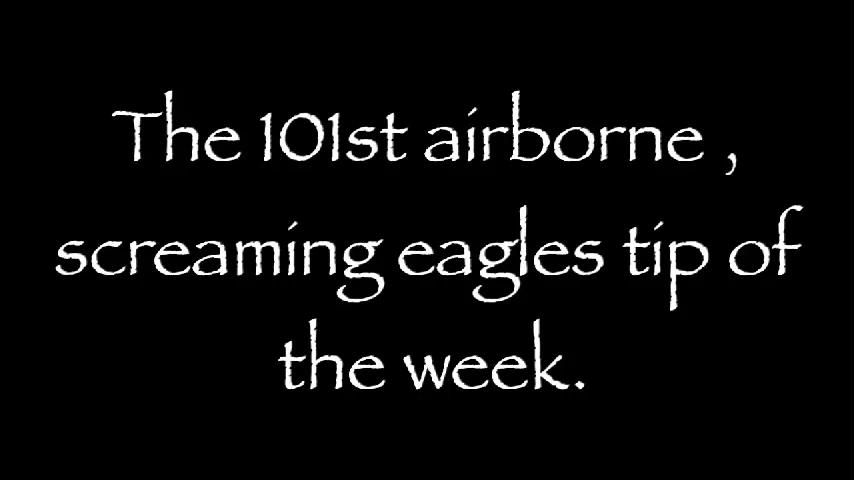 The 101st airborne ,
screaming eagles tip of
the week.